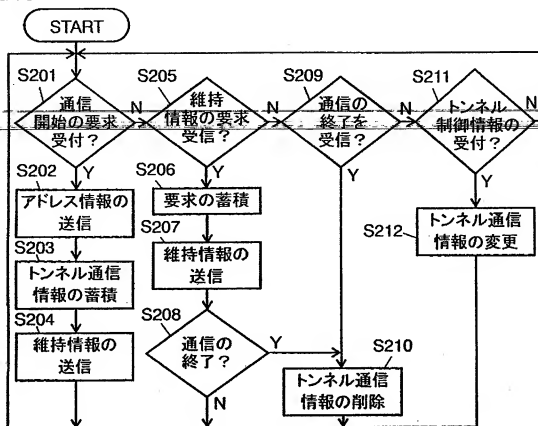 START
S201
通信
開始の要求
受付？
N
Y
S202
アドレス情報の
送信
S203
トンネル通信
情報の蓄積
S204
維持情報の
送信
S205
維持
情報の要求
受信？
N
Y
S206
要求の蓄積
S207
維持情報の
送信
S208
通信の
終了？
Y
N
S209
通信の
終了を
受信？
N
Y
S210
トンネル通信
情報の削除
S211
トンネル
制御情報の
受付？
N
Y
S212
トンネル通信
情報の変更